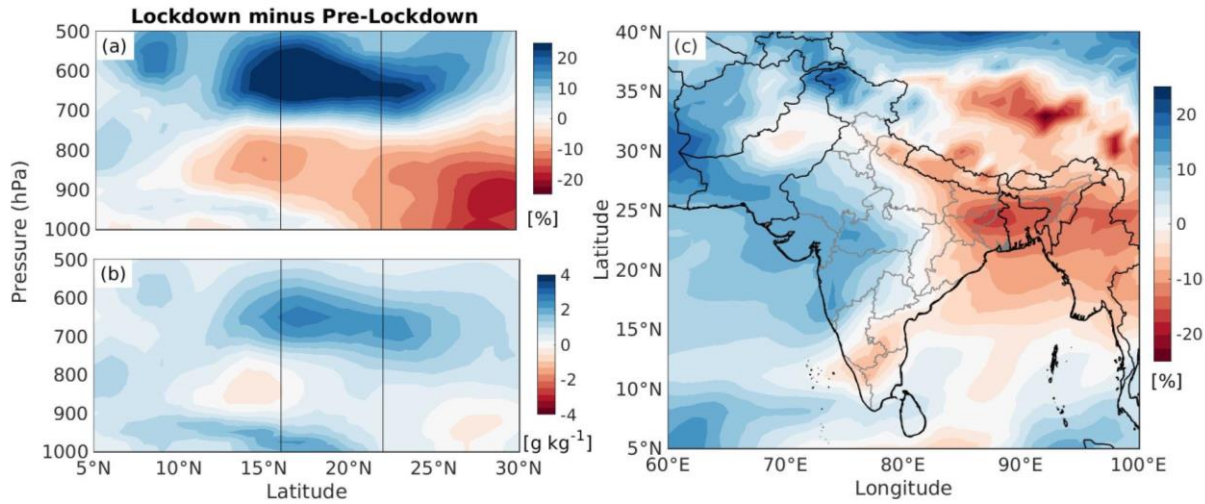 Lockdown minus Pre-Lockdown
(a)
500
600
700
800
900
1000
20
10
0
-10
-20
[%]
Pressure (hPa)
(b)
500
600
700
800
900
1000
4
2
0
-2
-4
[g kg-1]
5°N 10°N 15°N 20°N 25°N 30°N
Latitude
(c)
40°N
35°N
30°N
25°N
20°N
15°N
10°N
5°N
Latitude
60°E 70°E 80°E 90°E 100°E
Longitude
20
10
0
-10
-20
[%]